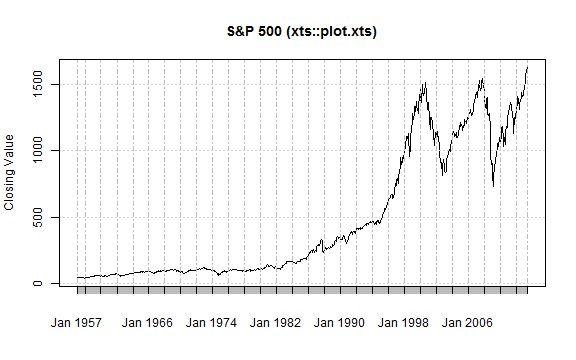 S&P 500 (xts::plot.xts)
Closing Value
1500
1000
500
0
Jan 1957 Jan 1966 Jan 1974 Jan 1982 Jan 1990 Jan 1998 Jan 2006